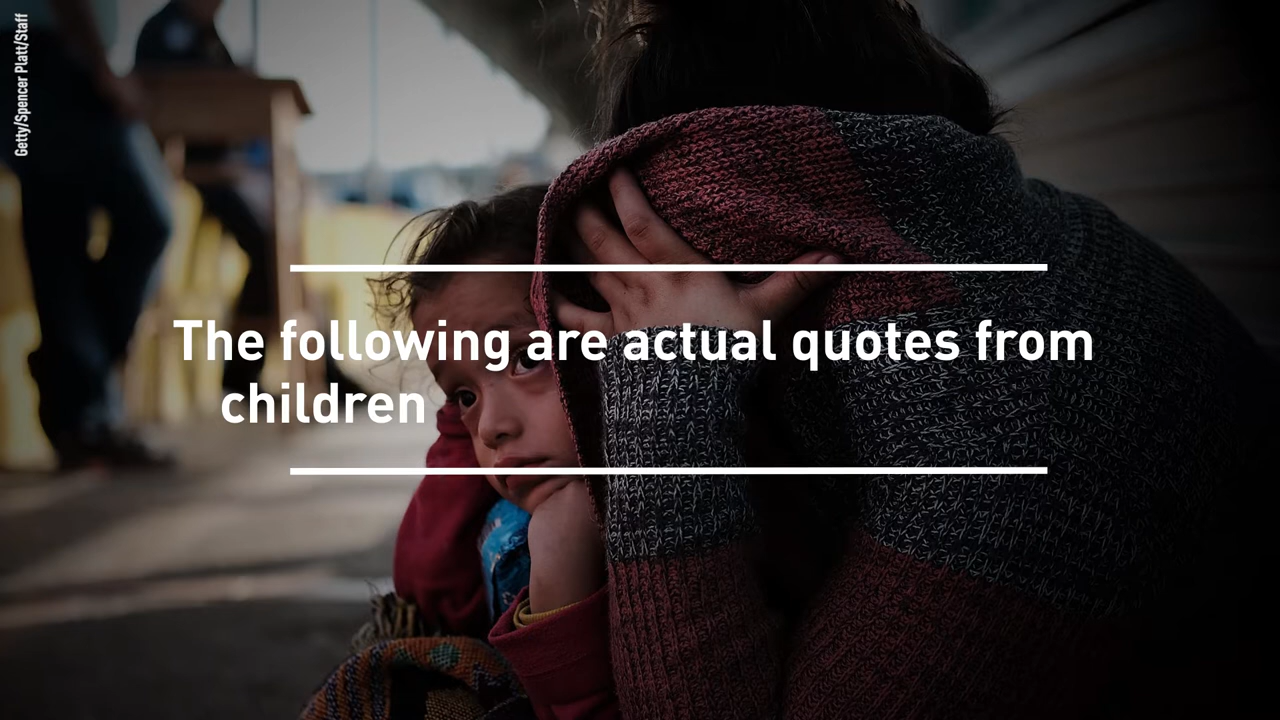 Getty/Spencer Platt/Staff
The following are actual quotes from
children